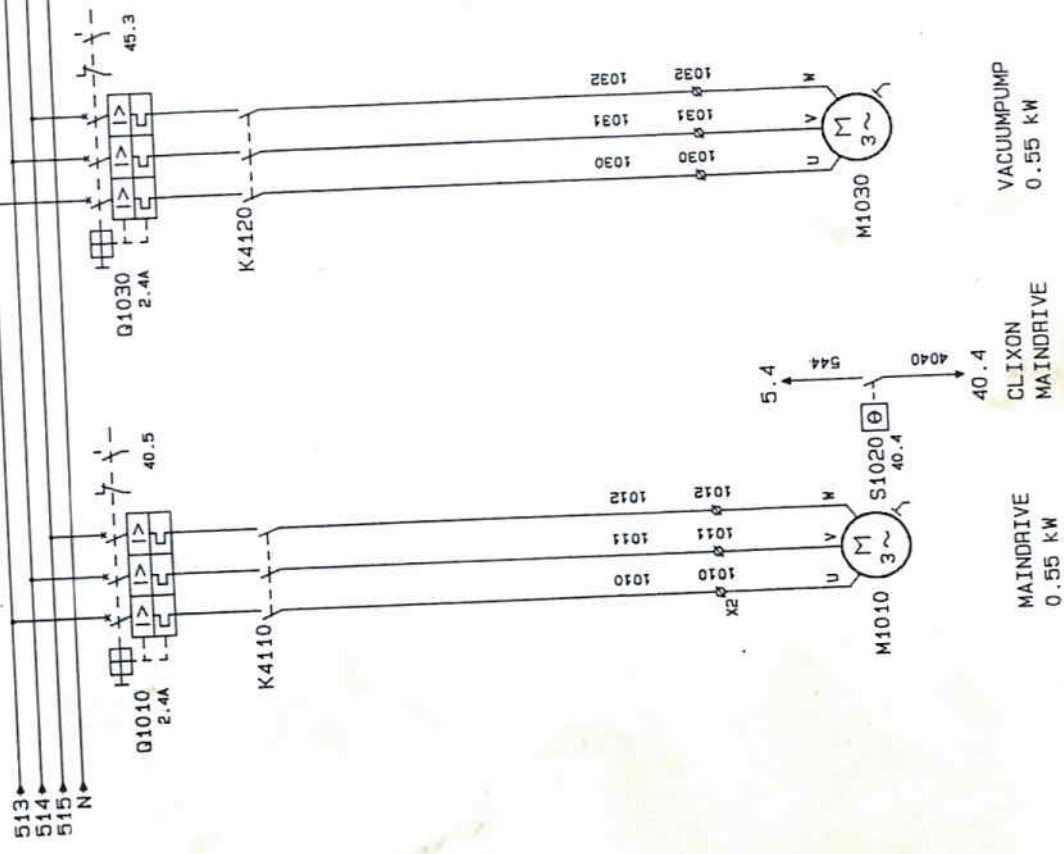 513
514
515
N
Q1010
2.4A
I>
I>
I>
40.5
K4110
1010
1011
1012
X2
1010
1011
1012
U
V
W
M
3~
M1010
MAINDRIVE
0.55 KW
5.4
544
S1020
40.4
Θ
4040
40.4
CLIXON
MAINDRIVE
Q1030
2.4A
I>
I>
I>
45.3
K4120
1030
1031
1032
1030
1031
1032
U
V
W
M
3~
M1030
VACUUMPUMP
0.55 KW